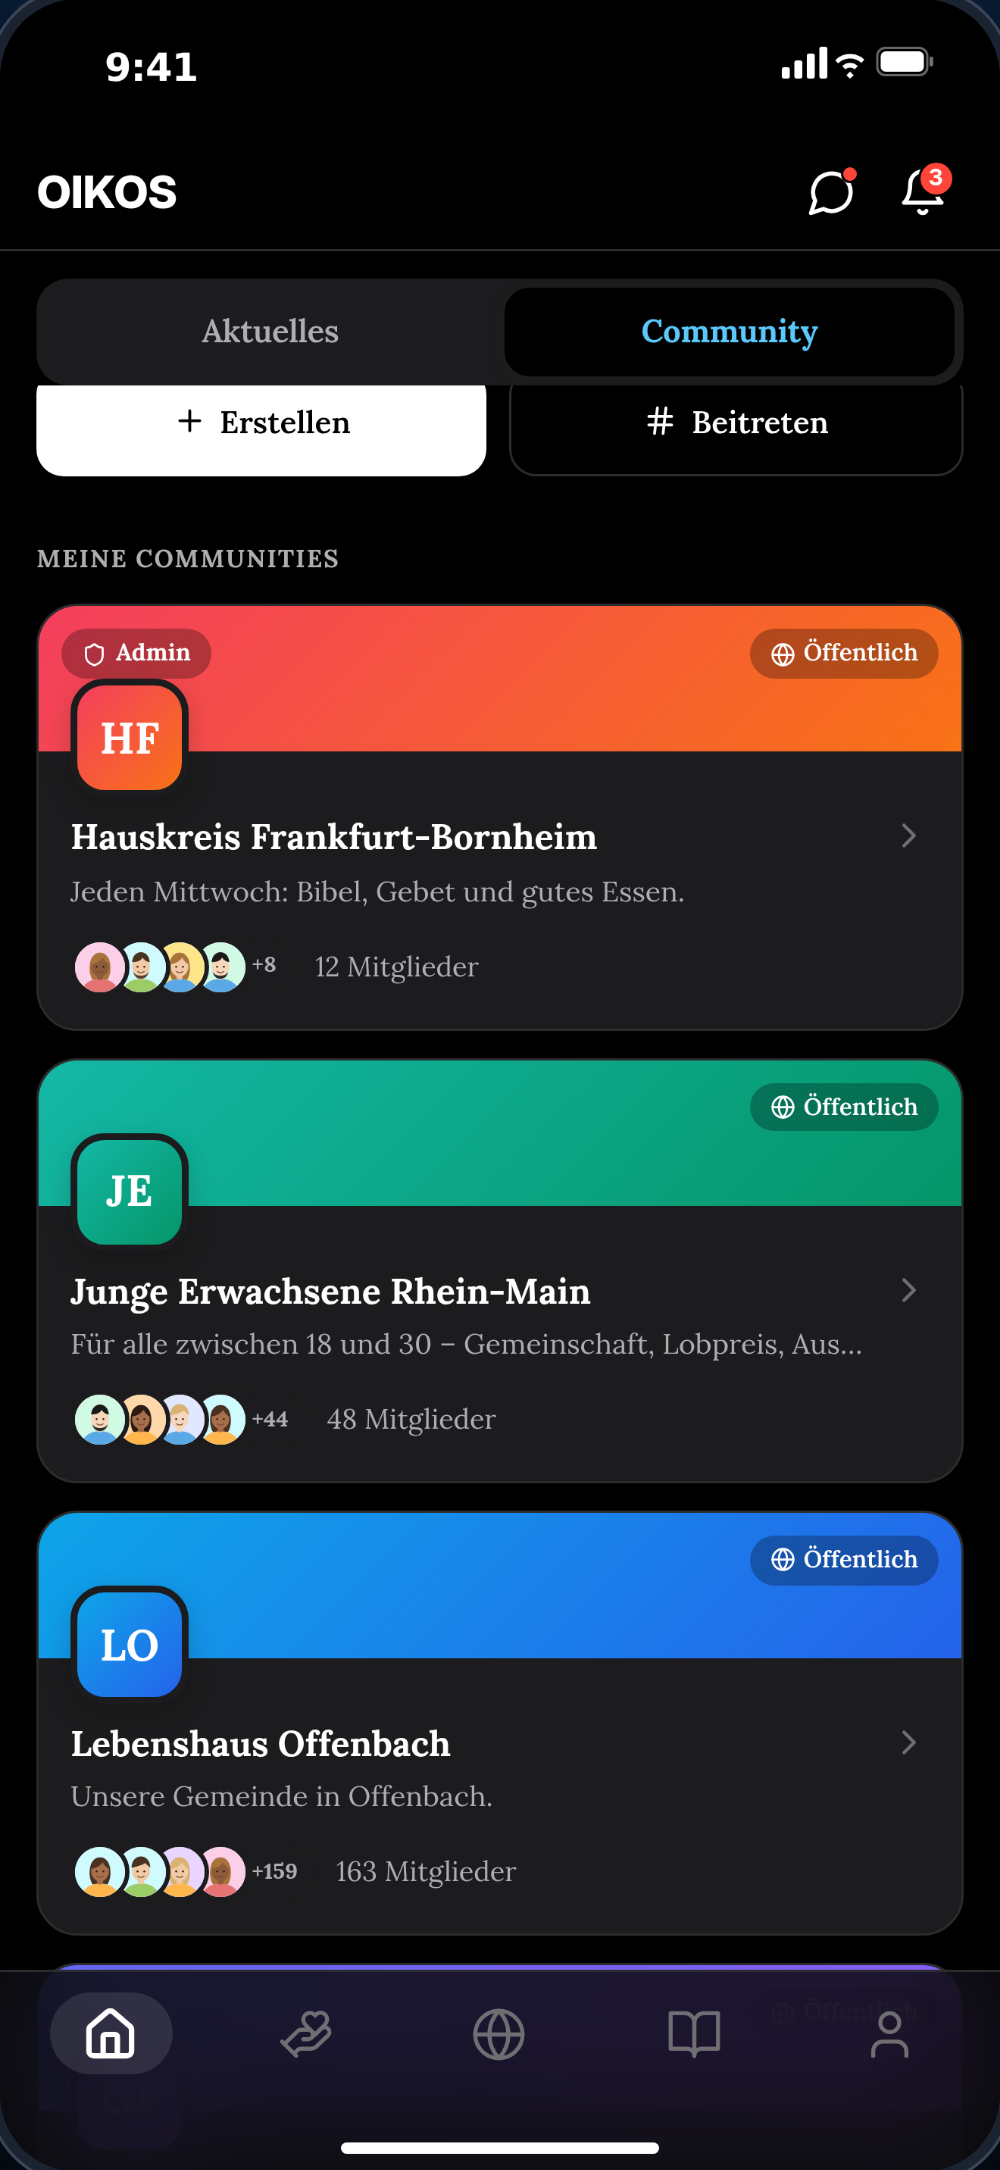 9:41
OIKOS
3
Aktuelles
Community
Erstellen
Beitreten
MEINE COMMUNITIES
Admin
Öffentlich
HF
Hauskreis Frankfurt-Bornheim
Jeden Mittwoch: Bibel, Gebet und gutes Essen.
+8 12 Mitglieder
Öffentlich
JE
Junge Erwachsene Rhein-Main
Für alle zwischen 18 und 30 – Gemeinschaft, Lobpreis, Aus...
+44 48 Mitglieder
Öffentlich
LO
Lebenshaus Offenbach
Unsere Gemeinde in Offenbach.
+159 163 Mitglieder
Öffentlich